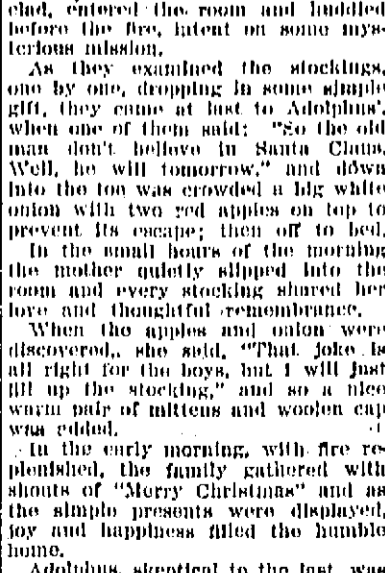 clad, entered the room and huddled
before the fire, intent on some mys-
terious mission.
As they examined the stockings,
one by one, dropping in some simple
gift, they came at last to Adolphus',
when one of them said: "So the old
man don't believe in Santa Claus.
Well, he will tomorrow," and down
into the toe was crowded a big white
onion with two red apples on top to
prevent its escape; then off to bed.
In the small hours of the morning
the mother quietly slipped into the
room and every stocking shared her
love and thoughtful remembrance.
When the apples and onion were
discovered, she said, "That joke is
all right for the boys, but I will just
fill up the stocking," and so a nice
warm pair of mittens and woolen cap
was added.
In the early morning, with fire re-
plenished, the family gathered with
shouts of "Merry Christmas" and as
the simple presents were displayed,
joy and happiness filled the humble
home.
Adolphus, skeptical to the last, was